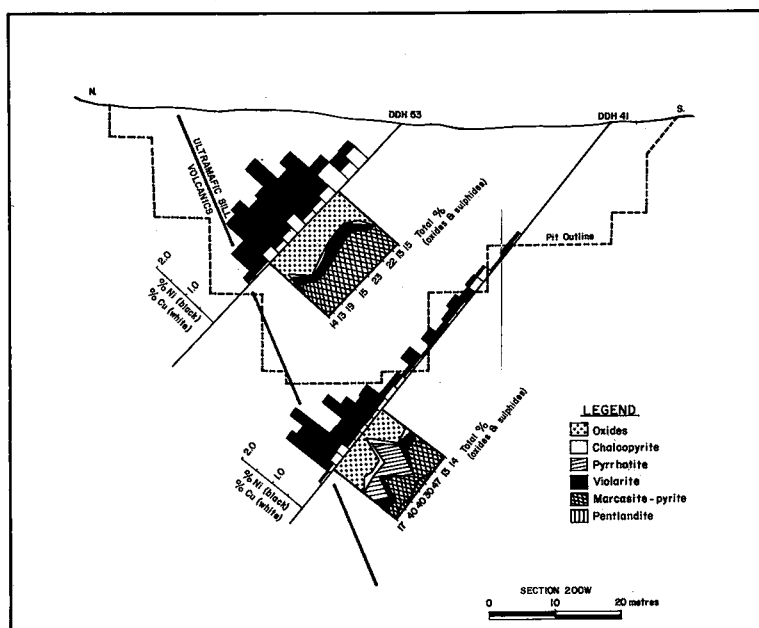 N.
DDH 53
DDH 41
S.
ULTRAMAFIC BILL
VOLCANICS
Pit Outline
Total %
(oxides & sulphides)
14 13 19 15 23 22 13 15
2.0
1.0
% Ni (black)
% Cu (white)
Total %
(oxides & sulphides)
17 40 40 30 47 13 14
2.0
1.0
% Ni (black)
% Cu (white)
LEGEND
Oxides
Chalcopyrite
Pyrrhotite
Violarite
Marcasite-pyrite
Pentlandite
SECTION 200W
0 10 20 metres